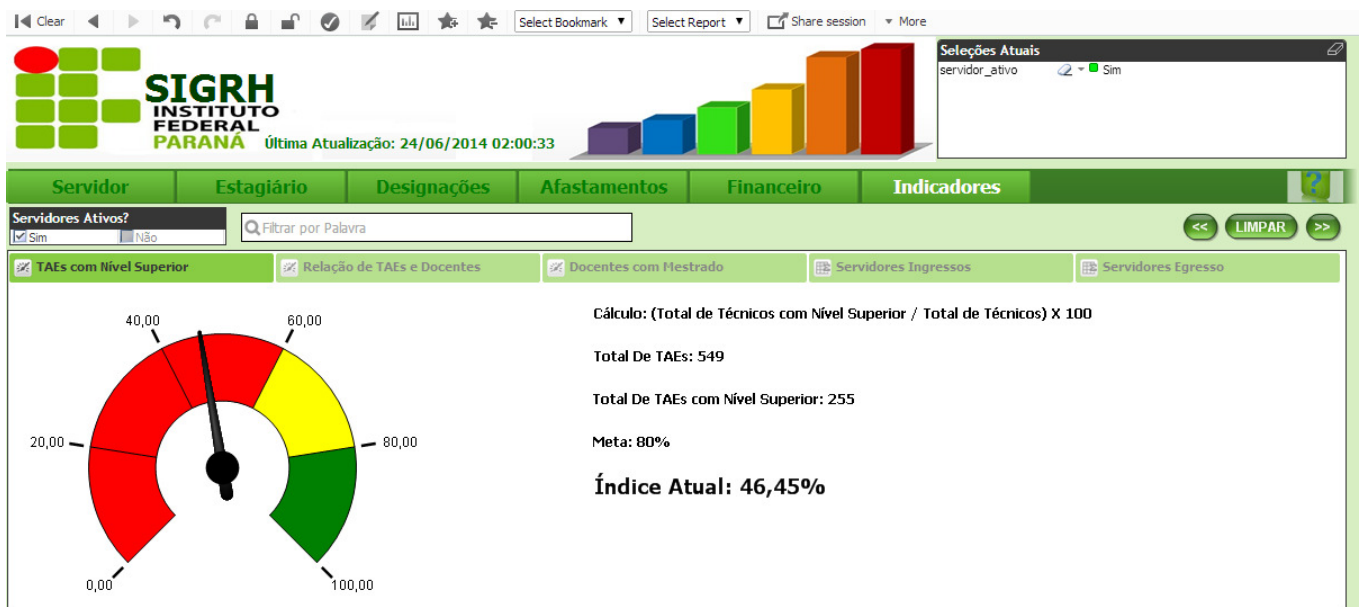 Clear Select Bookmark Select Report Share session More
SIGRH
INSTITUTO
FEDERAL
PARANÁ
Última Atualização: 24/06/2014 02:00:33
Seleções Atuais
servidor_ativo Sim
Servidor Estagiário Designações Afastamentos Financeiro Indicadores ?
Servidores Ativos?
Sim Não
Filtrar por Palavra
<< LIMPAR >>
TAEs com Nível Superior Relação de TAEs e Docentes Docentes com Mestrado Servidores Ingressos Servidores Egresso
40,00 60,00
20,00 80,00
0,00 100,00
Cálculo: (Total de Técnicos com Nível Superior / Total de Técnicos) X 100
Total De TAEs: 549
Total De TAEs com Nível Superior: 255
Meta: 80%
Índice Atual: 46,45%